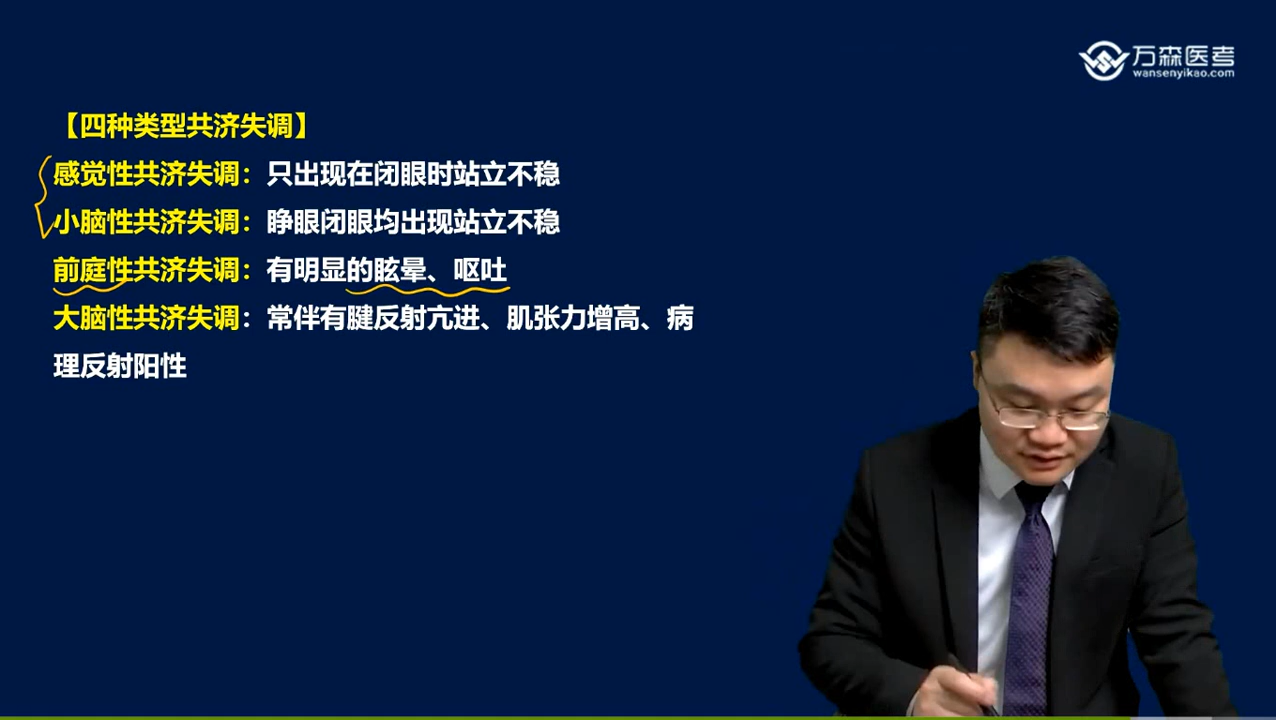 万森医考
wansenyikao.com
【四种类型共济失调】
感觉性共济失调：只出现在闭眼时站立不稳
小脑性共济失调：睁眼闭眼均出现站立不稳
前庭性共济失调：有明显的眩晕、呕吐
大脑性共济失调：常伴有腱反射亢进、肌张力增高、病
理反射阳性